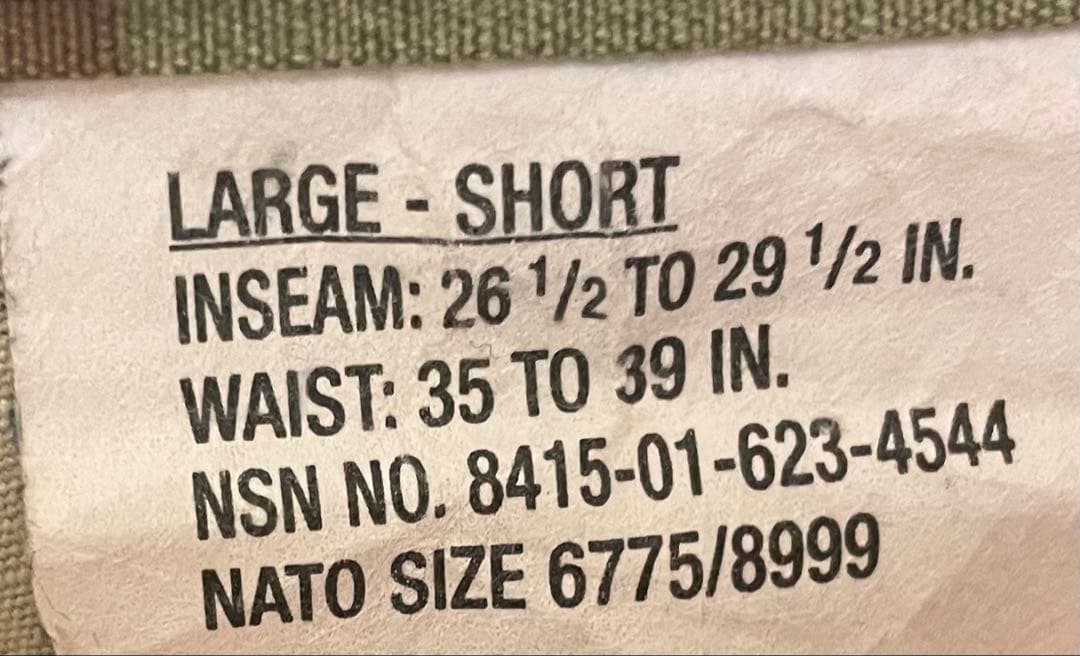 LARGE - SHORT
INSEAM: 26 1/2 TO 29 1/2 IN.
WAIST: 35 TO 39 IN.
NSN NO. 8415-01-623-4544
NATO SIZE 6775/8999